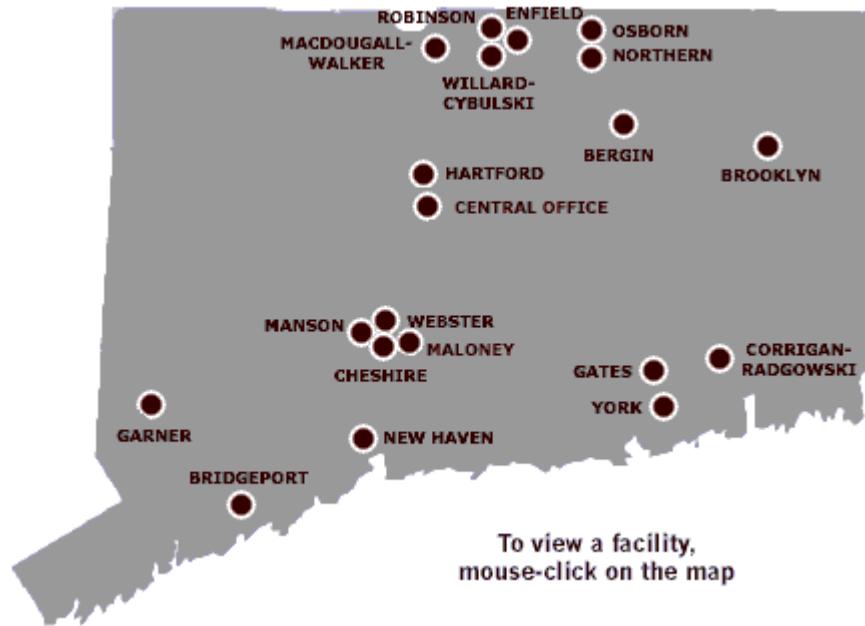 ROBINSON
ENFIELD
OSBORN
MACDOUGALL-
WALKER
NORTHERN
WILLARD-
CYBULSKI
BERGIN
BROOKLYN
HARTFORD
CENTRAL OFFICE
MANSON
WEBSTER
MALONEY
CHESHIRE
CORRIGAN-
RADGOWSKI
GATES
YORK
GARNER
NEW HAVEN
BRIDGEPORT
To view a facility,
mouse-click on the map